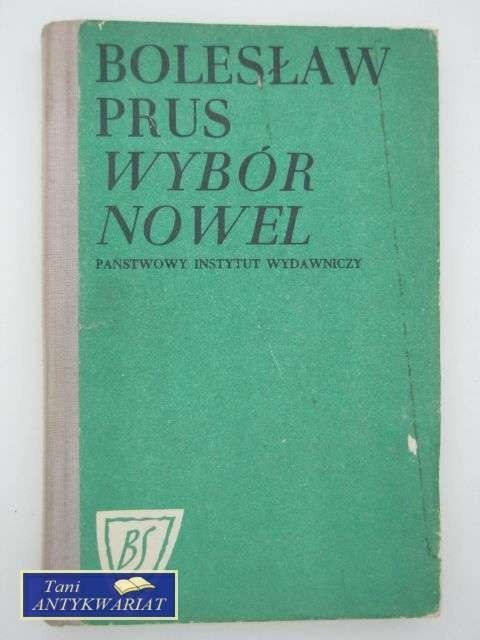 BOLESŁAW
PRUS
WYBÓR
NOWEL
PAŃSTWOWY INSTYTUT WYDAWNICZY
BS
Tani
ANTYKWARIAT